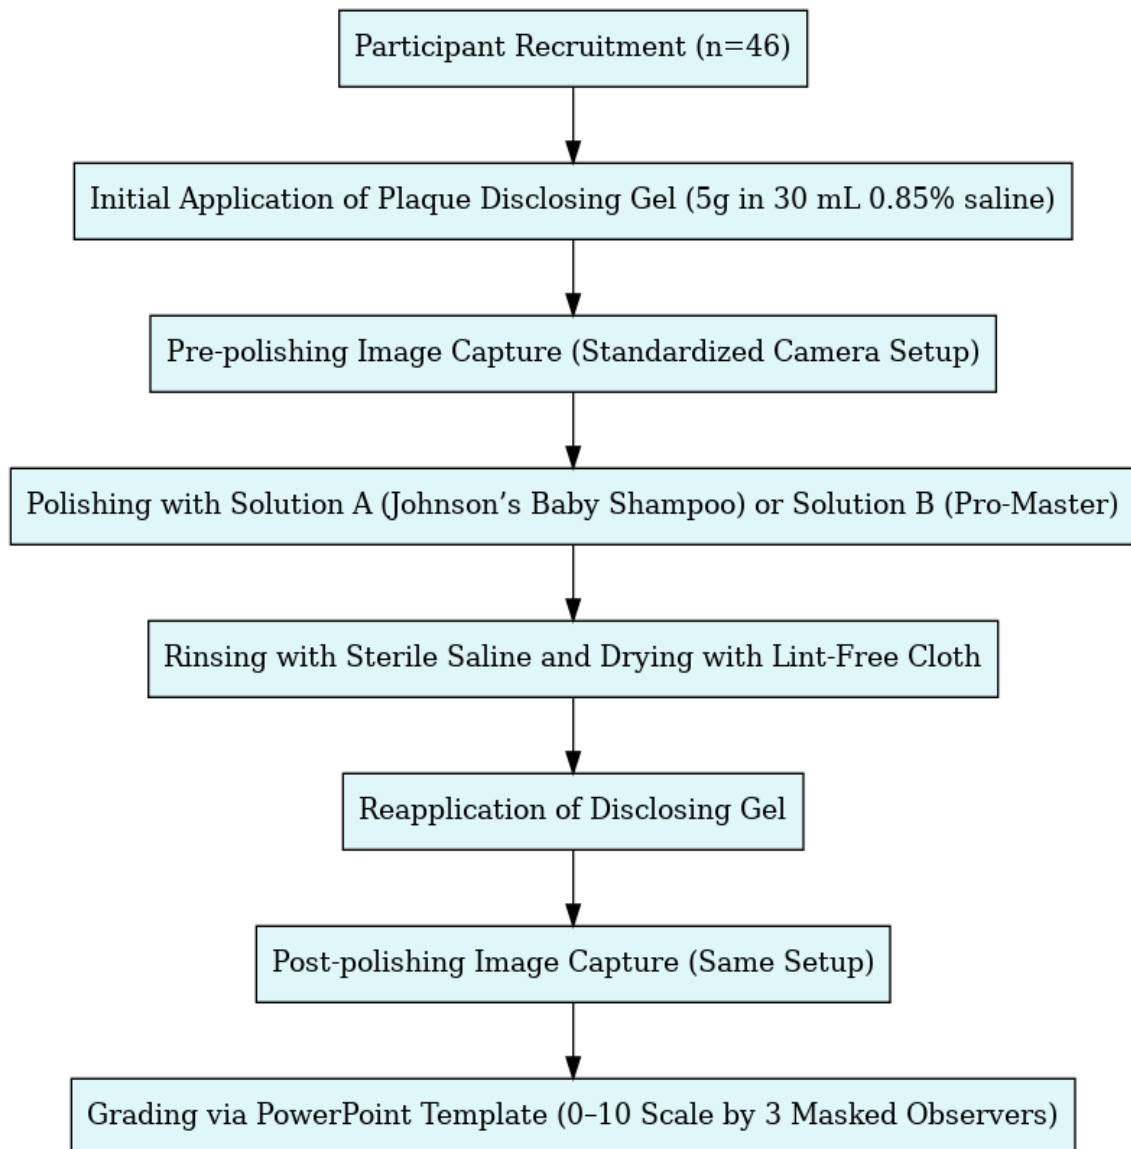 Participant Recruitment (n=46)
Initial Application of Plaque Disclosing Gel (5g in 30 mL 0.85% saline)
Pre-polishing Image Capture (Standardized Camera Setup)
Polishing with Solution A (Johnson’s Baby Shampoo) or Solution B (Pro-Master)
Rinsing with Sterile Saline and Drying with Lint-Free Cloth
Reapplication of Disclosing Gel
Post-polishing Image Capture (Same Setup)
Grading via PowerPoint Template (0–10 Scale by 3 Masked Observers)